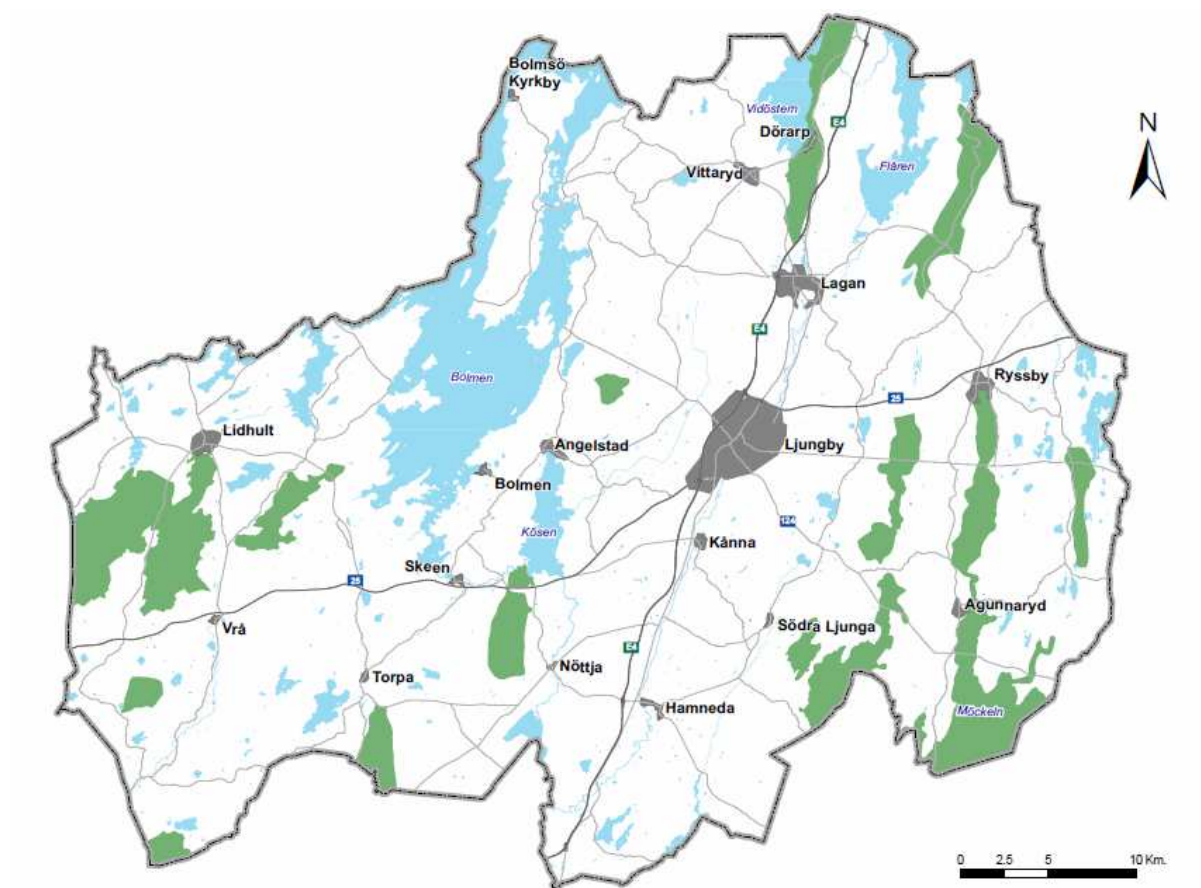 Bolmsö
Kyrkby
Vidöstern
Dörarp
E4
N
Vittaryd
Flåren
Lagan
E4
Bolmen
Ryssby
25
Lidhult
Angelstad
Ljungby
Bolmen
Kösen
124
Kånna
Skeen
25
Agunnaryd
Vrå
Södra Ljunga
E4
Nöttja
Torpa
Hamneda
Möckeln
0 2.5 5 10 Km.